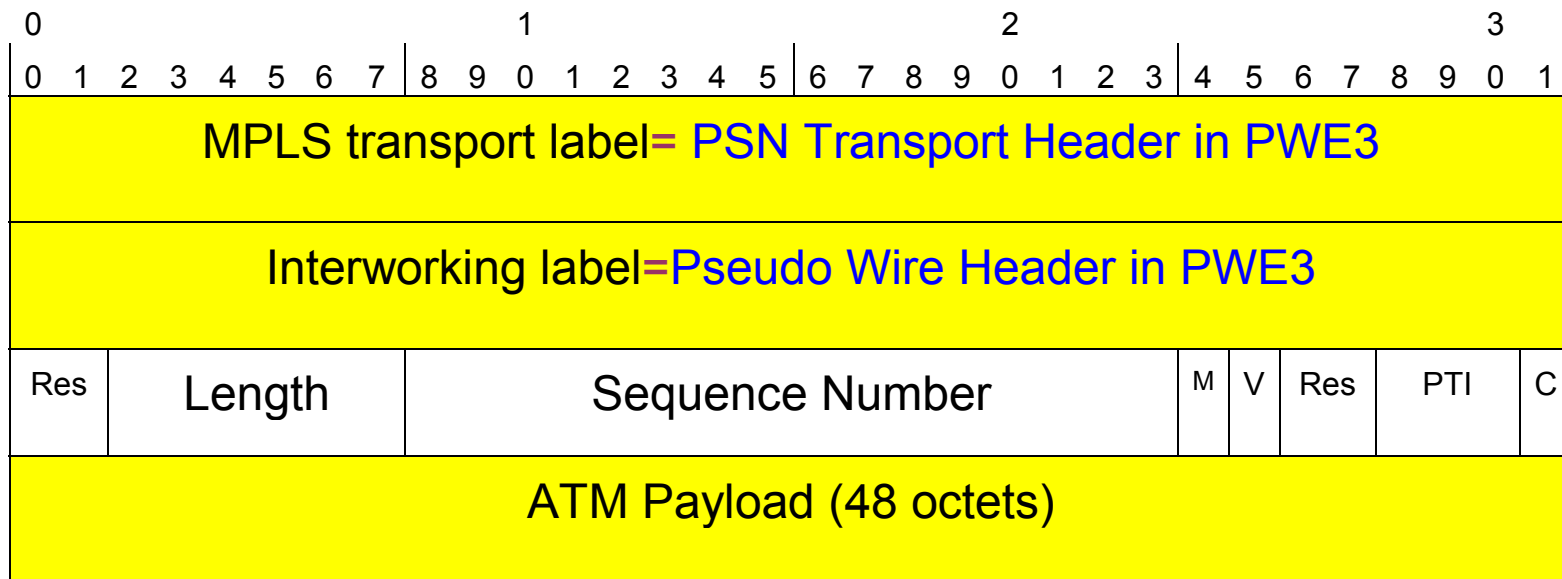 0 1 2 3
0 1 2 3 4 5 6 7 8 9 0 1 2 3 4 5 6 7 8 9 0 1 2 3 4 5 6 7 8 9 0 1
MPLS transport label= PSN Transport Header in PWE3
Interworking label=Pseudo Wire Header in PWE3
Res Length Sequence Number M V Res PTI C
ATM Payload (48 octets)